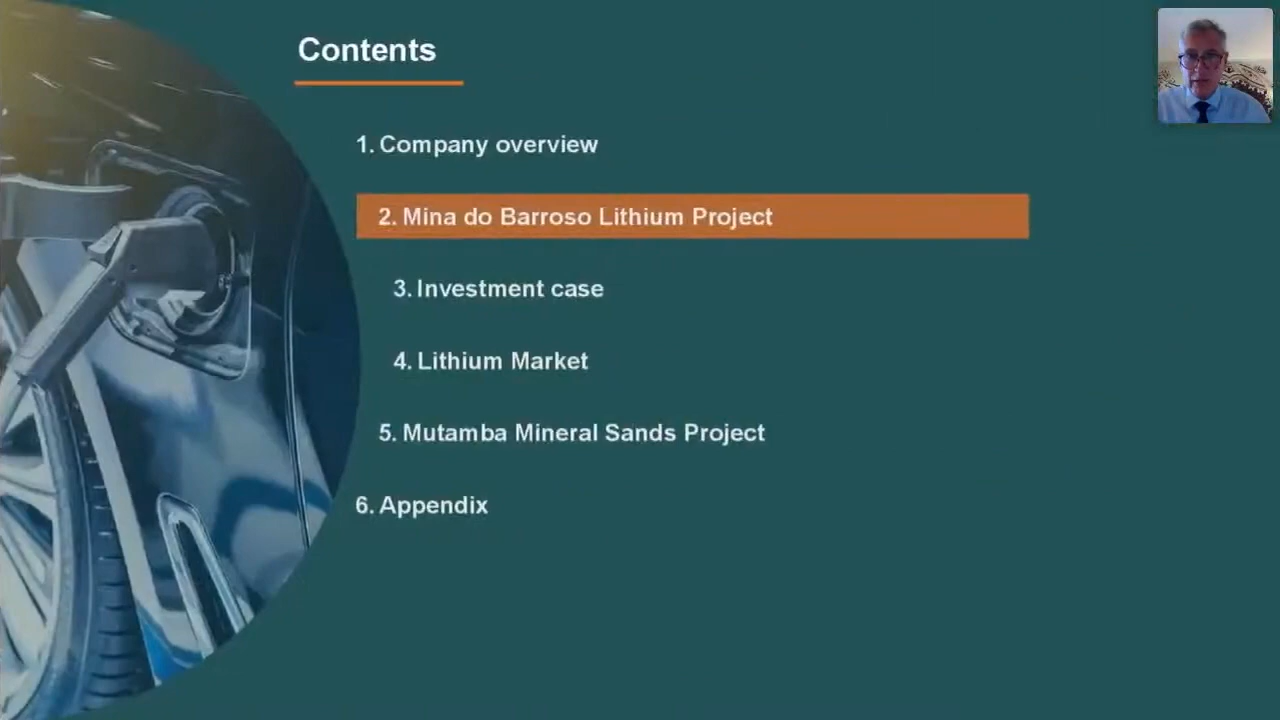 Contents
1. Company overview
2. Mina do Barroso Lithium Project
3. Investment case
4. Lithium Market
5. Mutamba Mineral Sands Project
6. Appendix